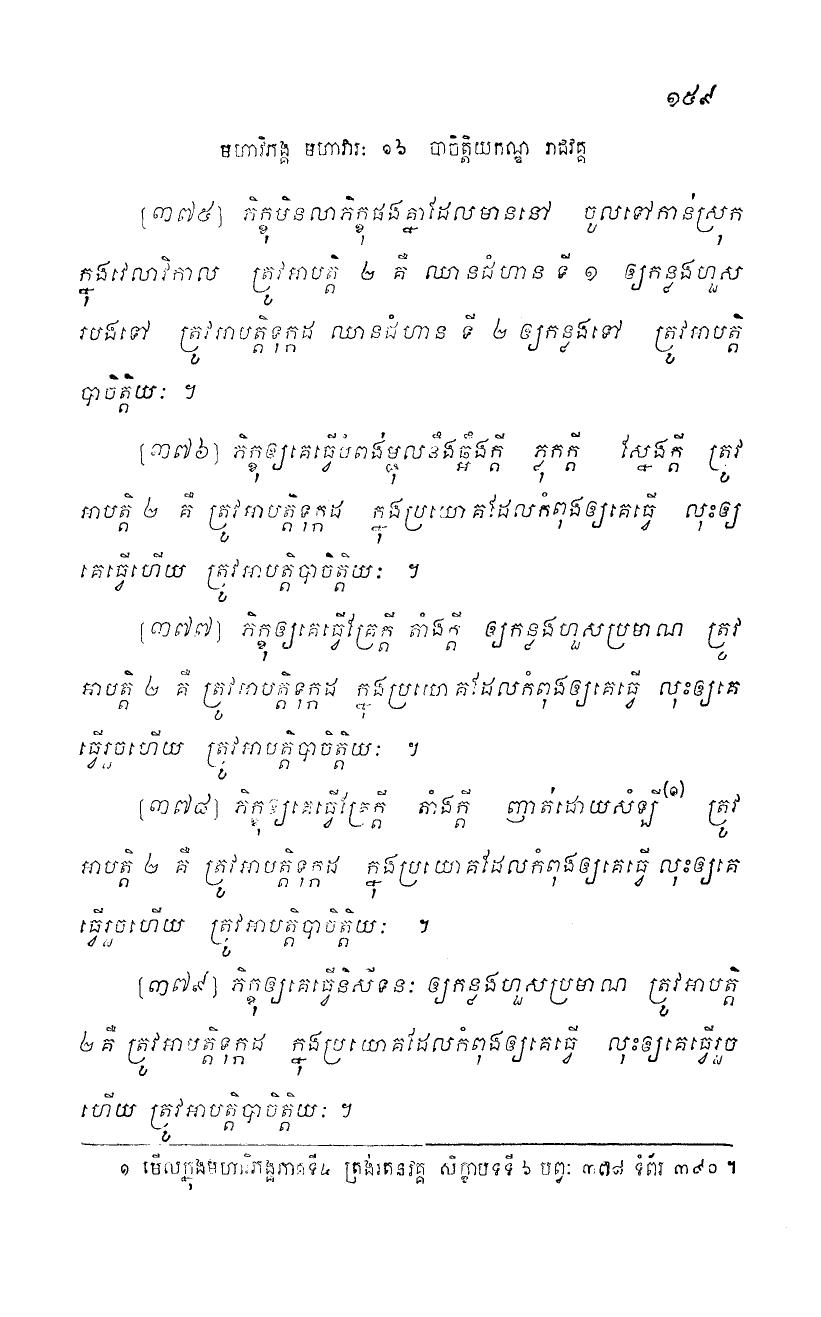 ១៥៩
មហាវិភង្គ មហាវារៈ ១៦ បាចិត្តិយកណ្ឌ រាជវគ្គ
[៣៧៥] ភិក្ខុមិនលាភិក្ខុផងគ្នាដែលមាននៅ ចូលទៅកាន់ស្រុក
ក្នុងវេលាវិកាល ត្រូវអាបត្តិ ២ គឺ ឈានជំហាន ទី ១ ឲ្យកន្លងហួស
របងទៅ ត្រូវអាបត្តិទុក្កដ ឈានជំហាន ទី ២ ឲ្យកន្លងទៅ ត្រូវអាបត្តិ
បាចិត្តិយៈ ។
[៣៧៦] ភិក្ខុឲ្យគេធ្វើបំពង់ម្ជុលនឹងឆ្អឹងក្តី ភ្លុកក្តី ស្នែងក្តី ត្រូវ
អាបត្តិ ២ គឺ ត្រូវអាបត្តិទុក្កដ ក្នុងប្រយោគដែលកំពុងឲ្យគេធ្វើ លុះឲ្យ
គេធ្វើហើយ ត្រូវអាបត្តិបាចិត្តិយៈ ។
[៣៧៧] ភិក្ខុឲ្យគេធ្វើគ្រែក្តី តាំងក្តី ឲ្យកន្លងហួសប្រមាណ ត្រូវ
អាបត្តិ ២ គឺ ត្រូវអាបត្តិទុក្កដ ក្នុងប្រយោគដែលកំពុងឲ្យគេធ្វើ លុះឲ្យគេ
ធ្វើរួចហើយ ត្រូវអាបត្តិបាចិត្តិយៈ ។
[៣៧៨] ភិក្ខុឲ្យគេធ្វើគ្រែក្តី តាំងក្តី ញាត់ដោយសំឡី(១) ត្រូវ
អាបត្តិ ២ គឺ ត្រូវអាបត្តិទុក្កដ ក្នុងប្រយោគដែលកំពុងឲ្យគេធ្វើ លុះឲ្យគេ
ធ្វើរួចហើយ ត្រូវអាបត្តិបាចិត្តិយៈ ។
[៣៧៩] ភិក្ខុឲ្យគេធ្វើនិសីទនៈ ឲ្យកន្លងហួសប្រមាណ ត្រូវអាបត្តិ
២ គឺ ត្រូវអាបត្តិទុក្កដ ក្នុងប្រយោគដែលកំពុងឲ្យគេធ្វើ លុះឲ្យគេធ្វើរួច
ហើយ ត្រូវអាបត្តិបាចិត្តិយៈ ។
១ មើលក្នុងមហាវិភង្គភាគទី៤ ត្រង់រតនវគ្គ សិក្ខាបទទី ៦ បព្វៈ ៣៧៨ ទំព័រ ៣៩០ ។